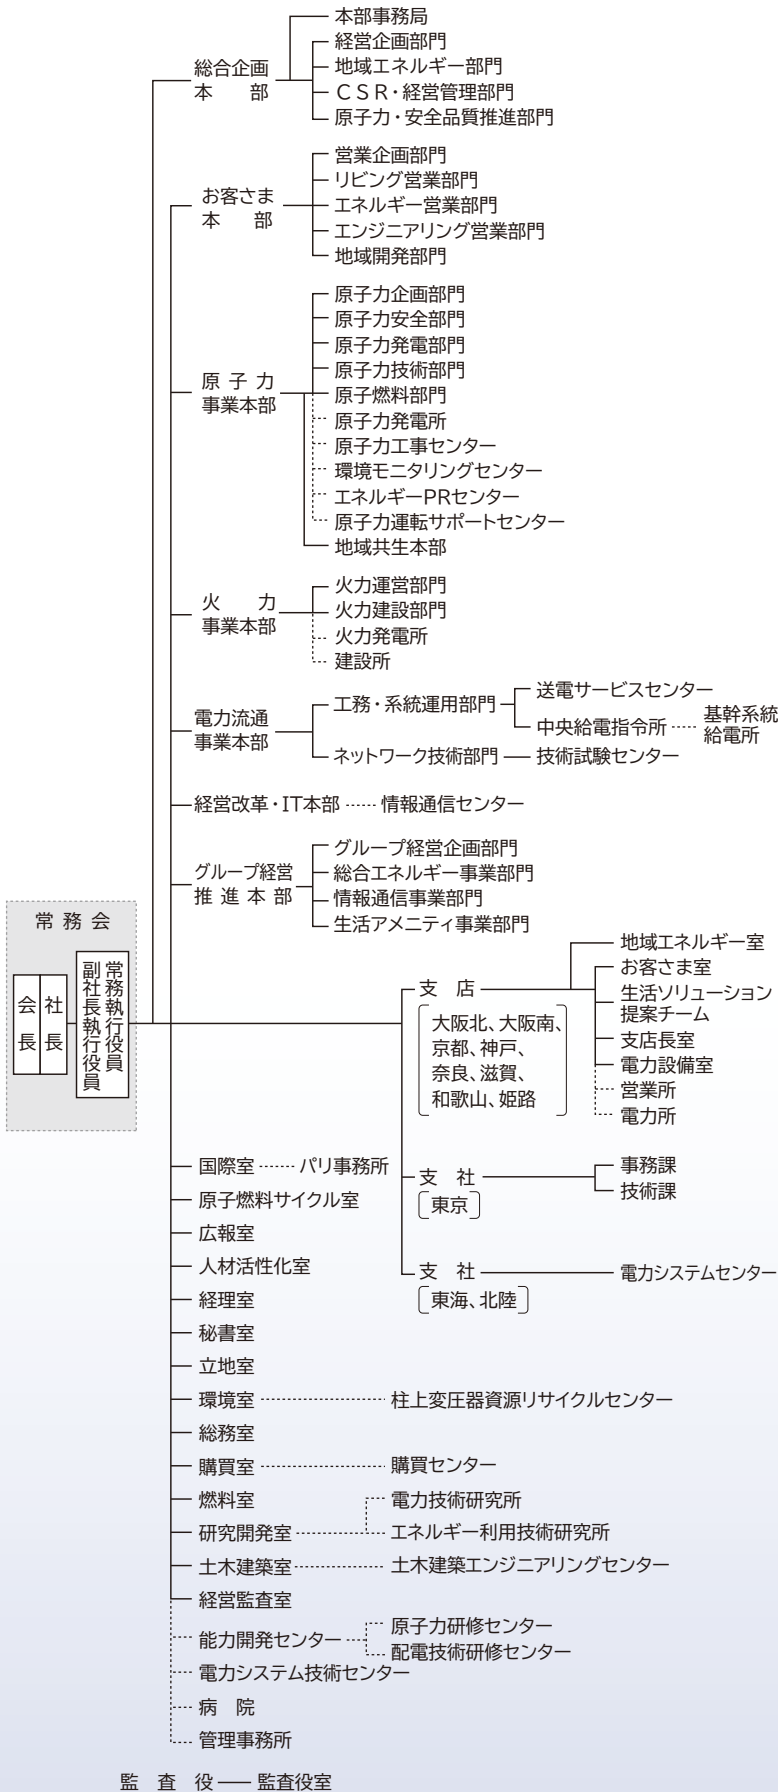 総合企画
本部
本部事務局
経営企画部門
地域エネルギー部門
CSR・経営管理部門
原子力・安全品質推進部門
お客さま
本部
営業企画部門
リビング営業部門
エネルギー営業部門
エンジニアリング営業部門
地域開発部門
原子力
事業本部
原子力企画部門
原子力安全部門
原子力発電部門
原子力技術部門
原子燃料部門
原子力発電所
原子力工事センター
環境モニタリングセンター
エネルギーPRセンター
原子力運転サポートセンター
地域共生本部
火力
事業本部
火力運営部門
火力建設部門
火力発電所
建設所
電力流通
事業本部
工務・系統運用部門
送電サービスセンター
中央給電指令所
基幹系統
給電所
ネットワーク技術部門
技術試験センター
経営改革・IT本部
情報通信センター
グループ経営
推進本部
グループ経営企画部門
総合エネルギー事業部門
情報通信事業部門
生活アメニティ事業部門
常務会
会長
社長
副社長執行役員
常務執行役員
支店
大阪北、大阪南、
京都、神戸、
奈良、滋賀、
和歌山、姫路
地域エネルギー室
お客さま室
生活ソリューション
提案チーム
支店長室
電力設備室
営業所
電力所
支社
東京
事務課
技術課
支社
東海、北陸
電力システムセンター
国際室
パリ事務所
原子燃料サイクル室
広報室
人材活性化室
経理室
秘書室
立地室
環境室
柱上変圧器資源リサイクルセンター
総務室
購買室
購買センター
燃料室
研究開発室
電力技術研究所
エネルギー利用技術研究所
土木建築室
土木建築エンジニアリングセンター
経営監査室
能力開発センター
原子力研修センター
配電技術研修センター
電力システム技術センター
病院
管理事務所
監査役
監査役室